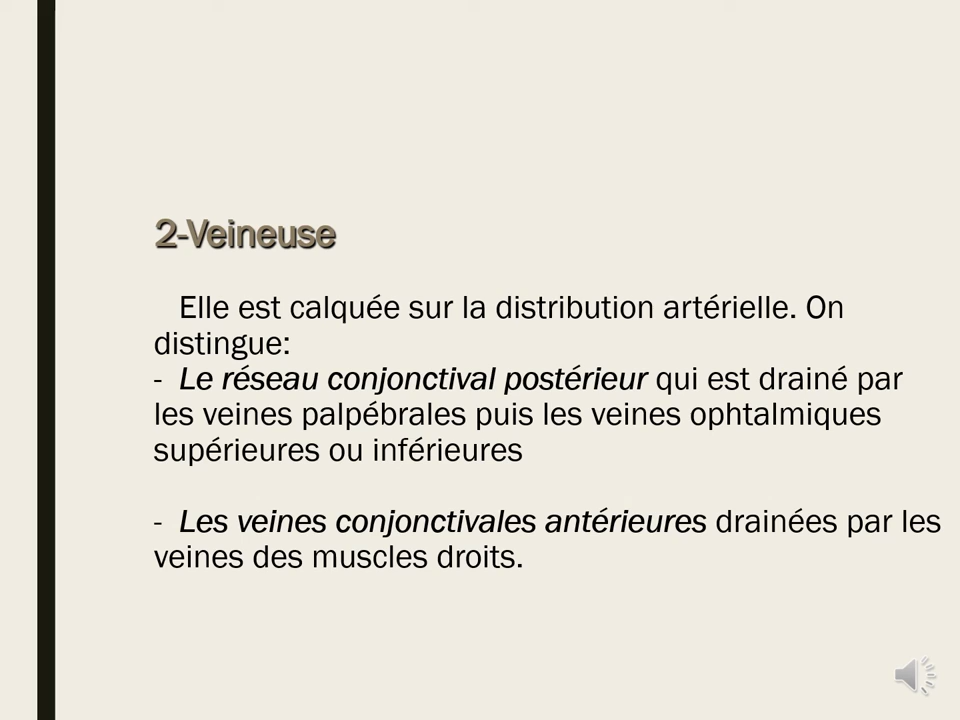 2-Veineuse
Elle est calquée sur la distribution artérielle. On
distingue:
- Le réseau conjonctival postérieur qui est drainé par
les veines palpébrales puis les veines ophtalmiques
supérieures ou inférieures
- Les veines conjonctivales antérieures drainées par les
veines des muscles droits.